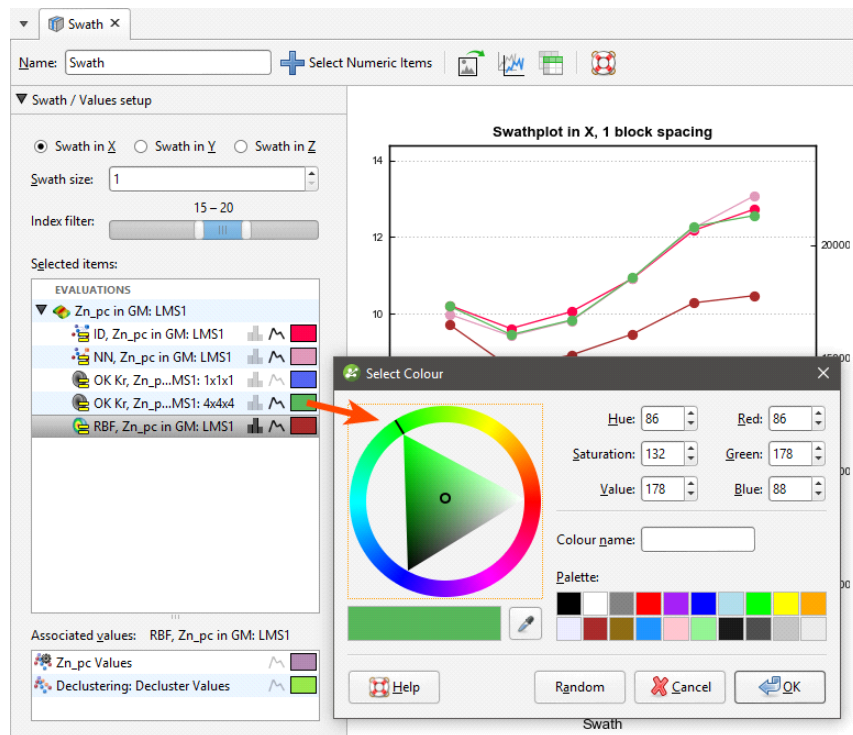 Swath
Name: Swath Select Numeric Items
Swath / Values setup
Swath in X Swath in Y Swath in Z
Swath size: 1
Index filter: 15 – 20
Selected items:
EVALUATIONS
Zn_pc in GM: LMS1
ID, Zn_pc in GM: LMS1
NN, Zn_pc in GM: LMS1
OK Kr, Zn_p...MS1: 1x1x1
OK Kr, Zn_p...MS1: 4x4x4
RBF, Zn_pc in GM: LMS1
Associated values: RBF, Zn_pc in GM: LMS1
Zn_pc Values
Declustering: Decluster Values
Swathplot in X, 1 block spacing
14
12
10
20000
15000
Select Colour
Hue: 86 Red: 86
Saturation: 132 Green: 178
Value: 178 Blue: 88
Colour name:
Palette:
Help Random Cancel OK
Swath